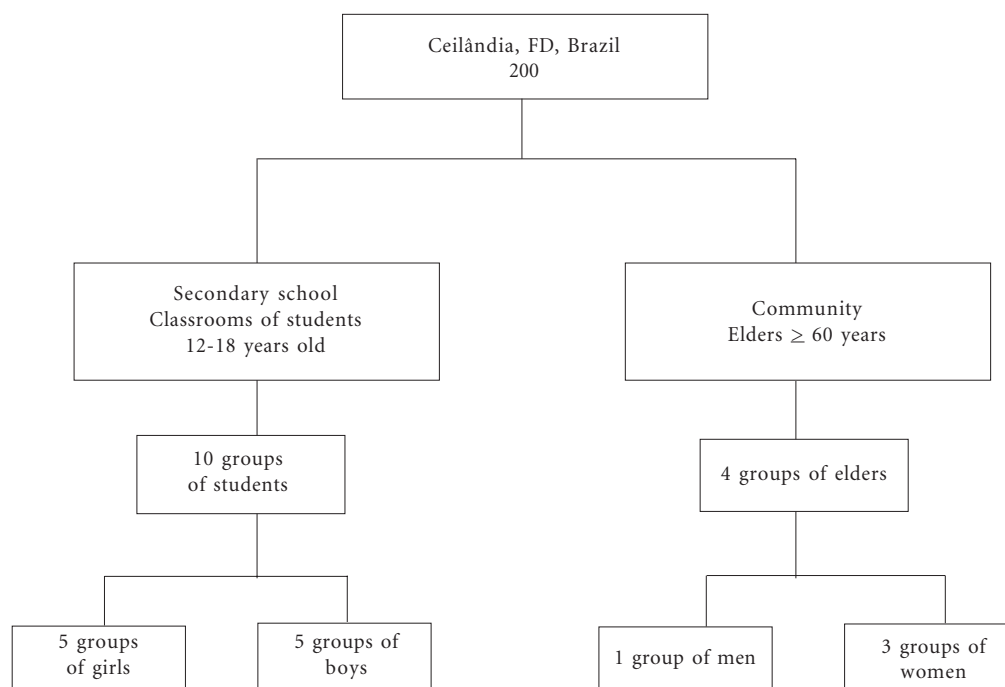 Ceilândia, FD, Brazil
200
Secondary school
Classrooms of students
12-18 years old
Community
Elders ≥ 60 years
10 groups
of students
4 groups of elders
5 groups
of girls
5 groups of
boys
1 group of men
3 groups of
women